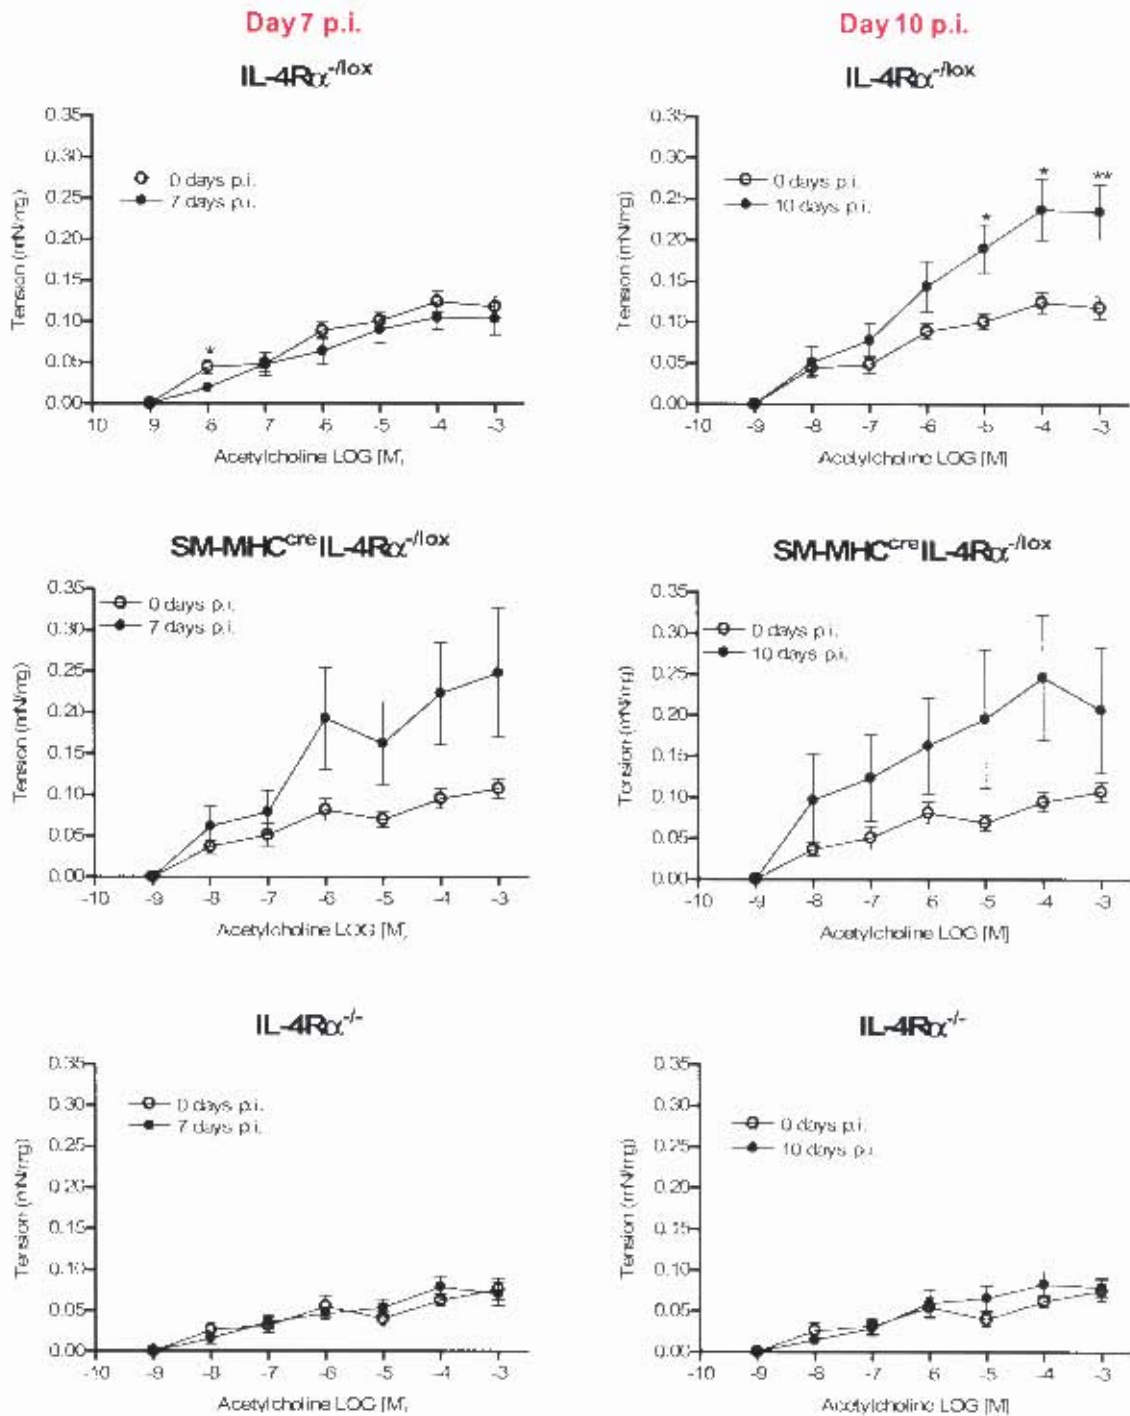 Day 7 p.i.
IL-4Rα-/lox
0.35
0.30
0.25
0.20
0.15
0.10
0.05
0.00
Tension (mN/mg)
0 days p.i.
7 days p.i.
*
-10 -9 -8 -7 -6 -5 -4 -3
Acetylcholine LOG [M]
Day 10 p.i.
IL-4Rα-/lox
0.35
0.30
0.25
0.20
0.15
0.10
0.05
0.00
Tension (mN/mg)
0 days p.i.
10 days p.i.
* * **
-10 -9 -8 -7 -6 -5 -4 -3
Acetylcholine LOG [M]
SM-MHCcreIL-4Rα-/lox
0.35
0.30
0.25
0.20
0.15
0.10
0.05
0.00
Tension (mN/mg)
0 days p.i.
7 days p.i.
-10 -9 -8 -7 -6 -5 -4 -3
Acetylcholine LOG [M]
SM-MHCcreIL-4Rα-/lox
0.35
0.30
0.25
0.20
0.15
0.10
0.05
0.00
Tension (mN/mg)
0 days p.i.
10 days p.i.
-10 -9 -8 -7 -6 -5 -4 -3
Acetylcholine LOG [M]
IL-4Rα-/-
0.35
0.30
0.25
0.20
0.15
0.10
0.05
0.00
Tension (mN/mg)
0 days p.i.
7 days p.i.
-10 -9 -8 -7 -6 -5 -4 -3
Acetylcholine LOG [M]
IL-4Rα-/-
0.35
0.30
0.25
0.20
0.15
0.10
0.05
0.00
Tension (mN/mg)
0 days p.i.
10 days p.i.
-10 -9 -8 -7 -6 -5 -4 -3
Acetylcholine LOG [M]